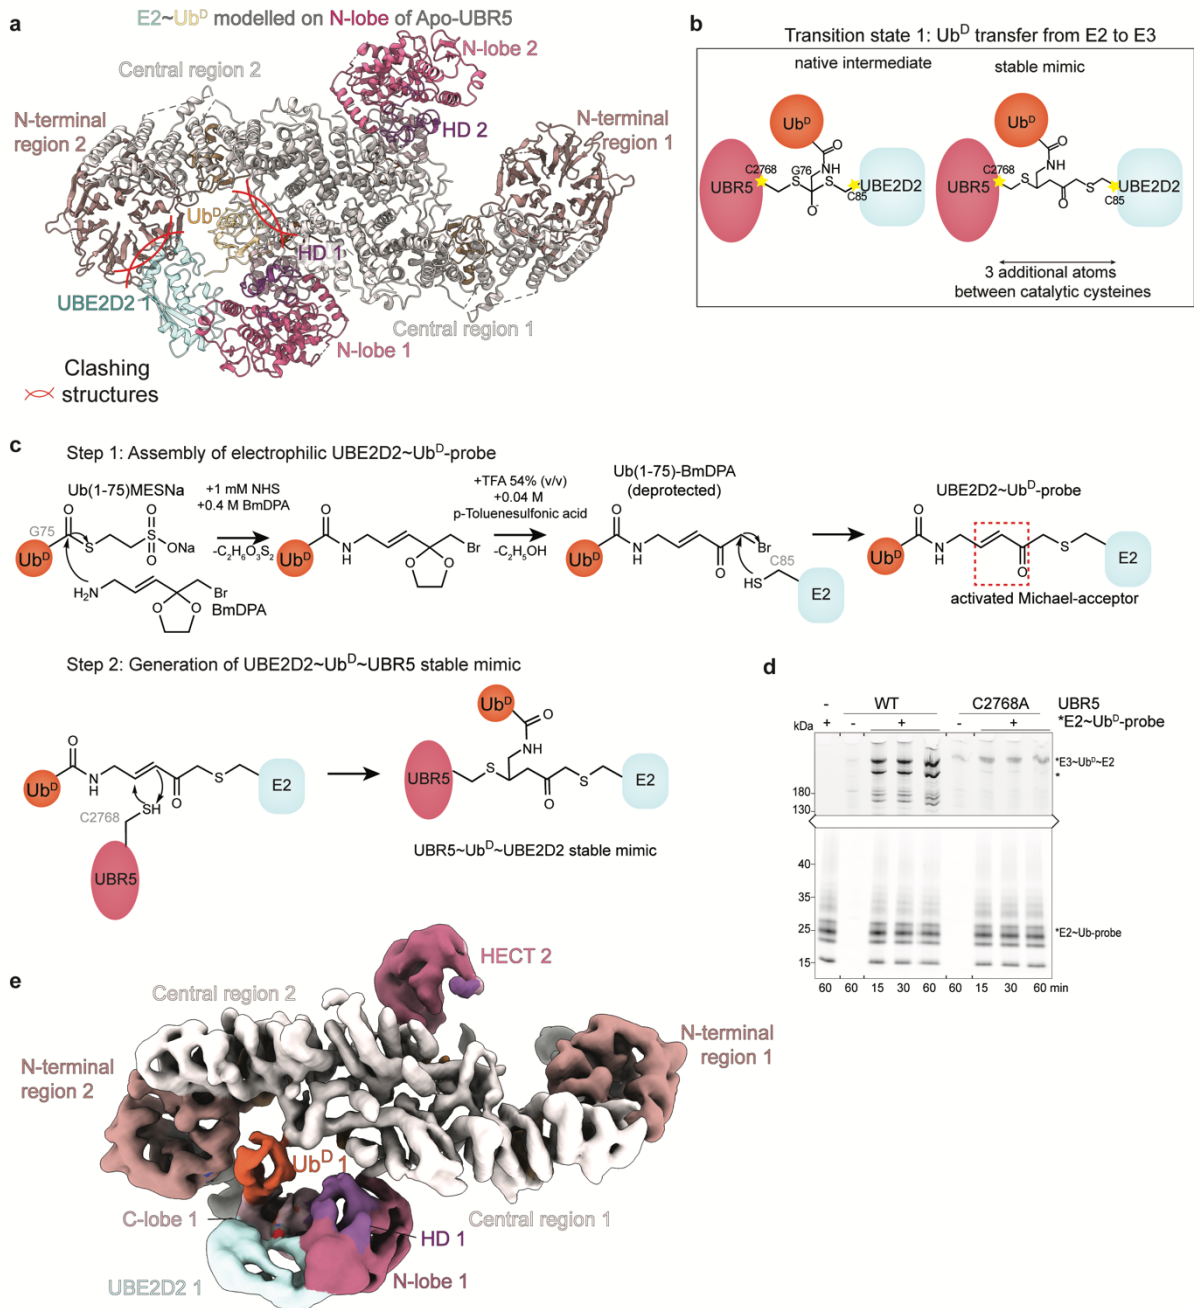 a
E2~Ub^D modelled on N-lobe of Apo-UBR5
N-lobe 2
Central region 2
HD 2
N-terminal
region 2
N-terminal
region 1
Ub^D
HD 1
UBE2D2 1
Central region 1
N-lobe 1
Clashing
structures
b
Transition state 1: Ub^D transfer from E2 to E3
native intermediate
stable mimic
Ub^D
O
NH
C2768
G76
UBR5
S
S
UBE2D2
C85
O-
Ub^D
O
NH
C2768
UBR5
S
S
UBE2D2
O
C85
3 additional atoms
between catalytic cysteines
c
Step 1: Assembly of electrophilic UBE2D2~Ub^D-probe
Ub(1-75)MESNa
+1 mM NHS
+0.4 M BmDPA
-C2H6O3S2
+TFA 54% (v/v)
+0.04 M
p-Toluenesulfonic acid
-C2H5OH
Ub(1-75)-BmDPA
(deprotected)
UBE2D2~Ub^D-probe
G75
O
O
Ub^D
S
S
ONa
O
H2N
Br
O
O
BmDPA
O
Ub^D
N
H
Br
O
O
O
Ub^D
N
H
Br
O
C85
HS
E2
O
Ub^D
N
H
S
E2
O
activated Michael-acceptor
Step 2: Generation of UBE2D2~Ub^D~UBR5 stable mimic
O
Ub^D
N
H
S
E2
O
SH
C2768
UBR5
Ub^D
O
NH
UBR5
S
S
E2
O
UBR5~Ub^D~UBE2D2 stable mimic
d
- WT C2768A UBR5
+ - + - + *E2~Ub^D-probe
kDa
*E3~Ub^D~E2
*
180
130
40
35
25
*E2~Ub-probe
15
60 60 15 30 60 60 15 30 60 min
e
HECT 2
Central region 2
N-terminal
region 1
N-terminal
region 2
Ub^D 1
C-lobe 1
Central region 1
HD 1
N-lobe 1
UBE2D2 1